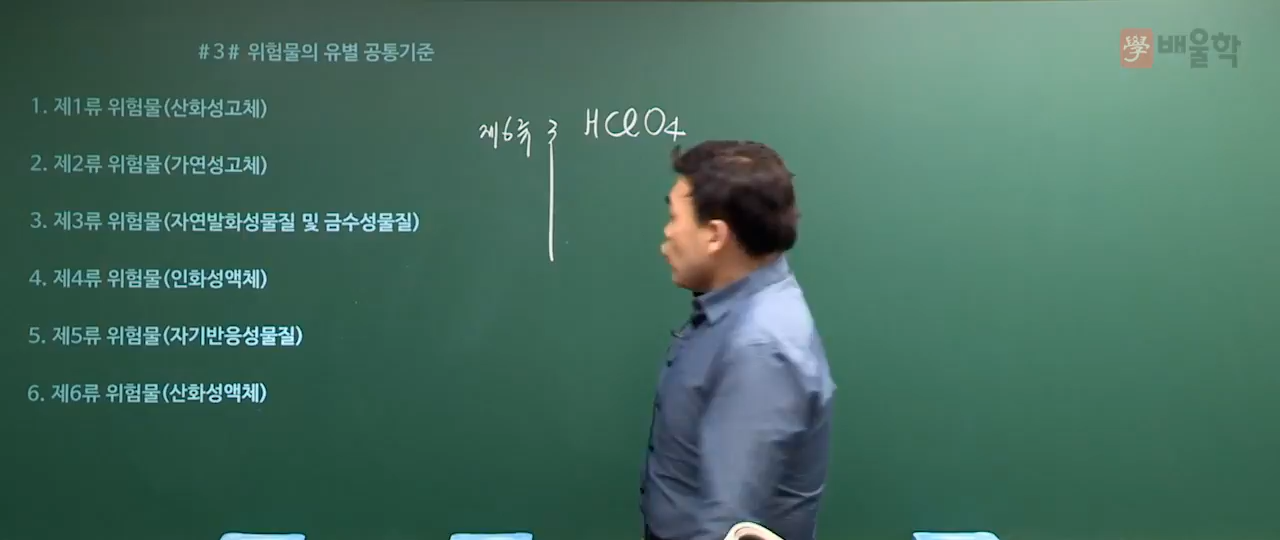 #3# 위험물의 유별 공통기준
學 배울학
1. 제1류 위험물(산화성고체)
2. 제2류 위험물(가연성고체)
3. 제3류 위험물(자연발화성물질 및 금수성물질)
4. 제4류 위험물(인화성액체)
5. 제5류 위험물(자기반응성물질)
6. 제6류 위험물(산화성액체)
제6류 HClO4